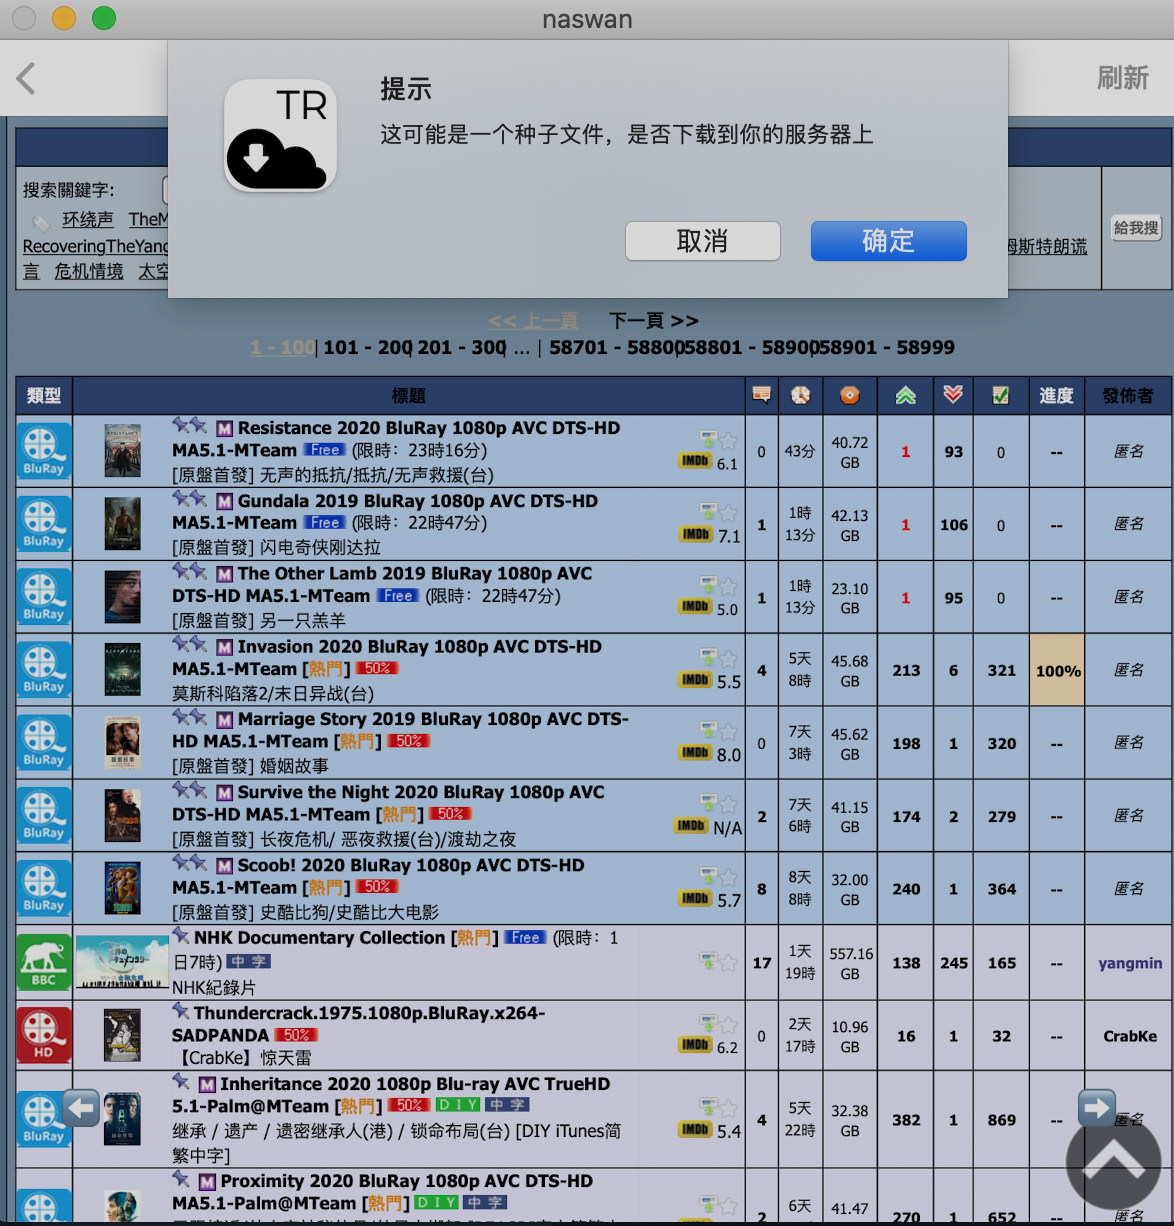 naswan
刷新
TR
提示
这可能是一个种子文件，是否下载到你的服务器上
取消
确定
搜索關鍵字:
环绕声 TheM
RecoveringTheYang
姆斯特朗谎
言 危机情境 太空
給我搜
<< 上一頁 下一頁 >>
1 - 100 | 101 - 200 | 201 - 300 | ... | 58701 - 58800 | 58801 - 58900 | 58901 - 58999
類型 標題 進度 發佈者
BluRay
Resistance 2020 BluRay 1080p AVC DTS-HD
MA5.1-MTeam Free (限時：23時16分)
[原盤首發] 无声的抵抗/抵抗/无声救援(台)
IMDb 6.1
0 43分 40.72 GB 1 93 0 -- 匿名
BluRay
M Gundala 2019 BluRay 1080p AVC DTS-HD
MA5.1-MTeam Free (限時：22時47分)
[原盤首發] 闪电奇侠刚达拉
IMDb 7.1
1 1時13分 42.13 GB 1 106 0 -- 匿名
BluRay
M The Other Lamb 2019 BluRay 1080p AVC
DTS-HD MA5.1-MTeam Free (限時：22時47分)
[原盤首發] 另一只羔羊
IMDb 5.0
1 1時13分 23.10 GB 1 95 0 -- 匿名
BluRay
M Invasion 2020 BluRay 1080p AVC DTS-HD
MA5.1-MTeam [熱門] 50%
莫斯科陷落2/末日异战(台)
IMDb 5.5
4 5天8時 45.68 GB 213 6 321 100% 匿名
BluRay
M Marriage Story 2019 BluRay 1080p AVC DTS-
HD MA5.1-MTeam [熱門] 50%
[原盤首發] 婚姻故事
IMDb 8.0
0 7天3時 45.62 GB 198 1 320 -- 匿名
BluRay
M Survive the Night 2020 BluRay 1080p AVC
DTS-HD MA5.1-MTeam [熱門] 50%
[原盤首發] 长夜危机/ 恶夜救援(台)/渡劫之夜
IMDb N/A
2 7天6時 41.15 GB 174 2 279 -- 匿名
BluRay
M Scoob! 2020 BluRay 1080p AVC DTS-HD
MA5.1-MTeam [熱門] 50%
[原盤首發] 史酷比狗/史酷比大电影
IMDb 5.7
8 8天8時 32.00 GB 240 1 364 -- 匿名
BBC
NHK Documentary Collection [熱門] Free (限時：1
日7時) 中字
NHK紀錄片
17 1天19時 557.16 GB 138 245 165 -- yangmin
HD
Thundercrack.1975.1080p.BluRay.x264-
SADPANDA 50%
【CrabKe】惊天雷
IMDb 6.2
0 2天17時 10.96 GB 16 1 32 -- CrabKe
BluRay
M Inheritance 2020 1080p Blu-ray AVC TrueHD
5.1-Palm@MTeam [熱門] 50% DIY 中字
继承 / 遗产 / 遗密继承人(港) / 锁命布局(台) [DIY iTunes简
繁中字]
IMDb 5.4
4 5天22時 32.38 GB 382 1 869 -- 匿名
M Proximity 2020 BluRay 1080p AVC DTS-HD
MA5.1-Palm@MTeam [熱門] DIY 中字
2 6天 41.47 270 1 652 匿名